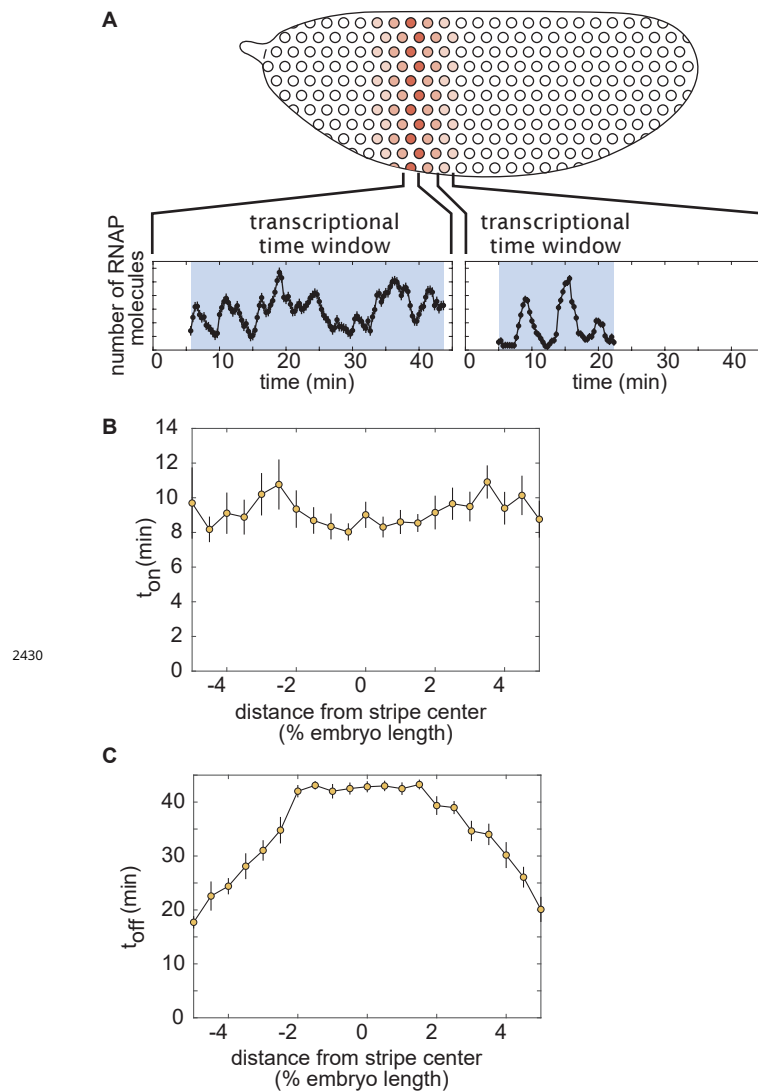 A
transcriptional
time window
transcriptional
time window
number of RNAP
molecules
0 10 20 30 40
time (min)
0 10 20 30 40
time (min)
B
14
12
10
8
6
4
2
0
t_on (min)
-4 -2 0 2 4
distance from stripe center
(% embryo length)
2430
C
40
30
20
10
0
t_off (min)
-4 -2 0 2 4
distance from stripe center
(% embryo length)